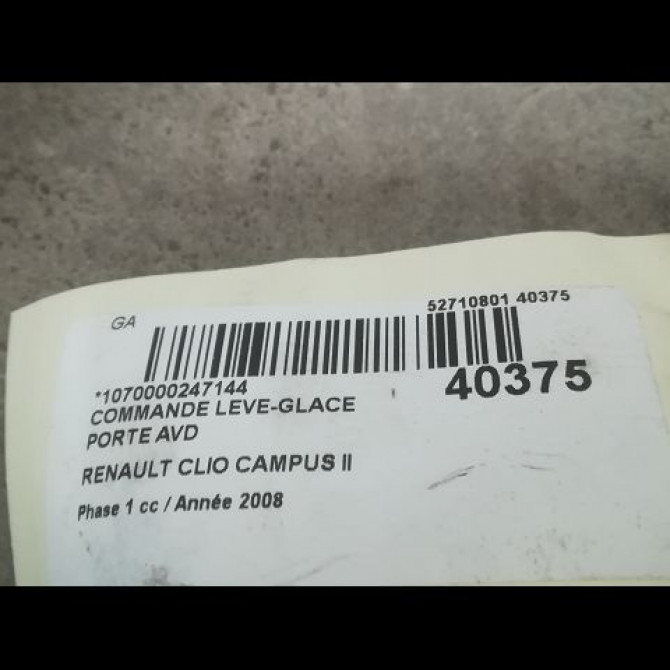 GA
52710801 40375
*1070000247144
40375
COMMANDE LEVE-GLACE
PORTE AVD
RENAULT CLIO CAMPUS II
Phase 1 cc / Année 2008